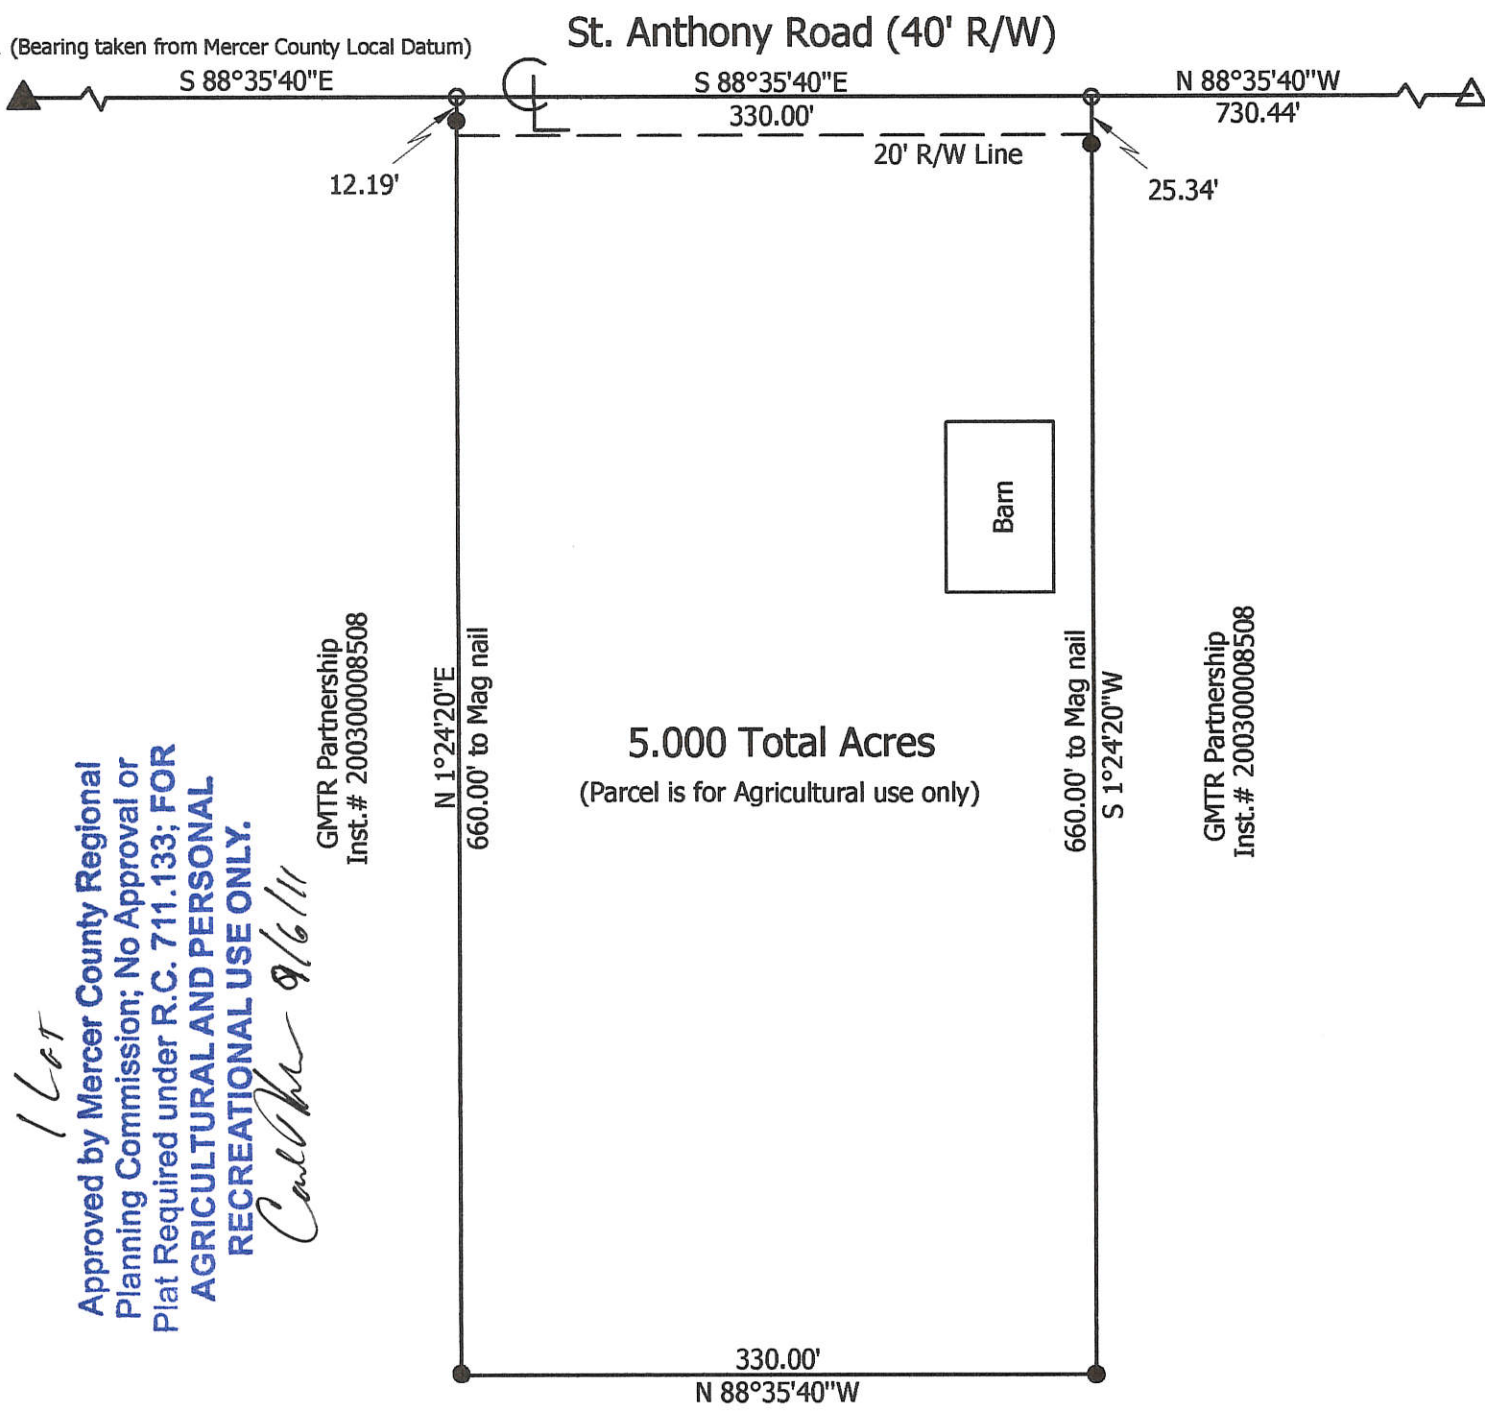 St. Anthony Road (40' R/W)
(Bearing taken from Mercer County Local Datum)
S 88°35'40"E
S 88°35'40"E
330.00'
N 88°35'40"W
730.44'
20' R/W Line
12.19'
25.34'
Barn
GMTR Partnership
Inst.# 200300008508
N 1°24'20"E
660.00' to Mag nail
5.000 Total Acres
(Parcel is for Agricultural use only)
660.00' to Mag nail
S 1°24'20"W
GMTR Partnership
Inst.# 200300008508
1 Lot
Approved by Mercer County Regional
Planning Commission; No Approval or
Plat Required under R.C. 711.133; FOR
AGRICULTURAL AND PERSONAL
RECREATIONAL USE ONLY.
9/6/11
330.00'
N 88°35'40"W